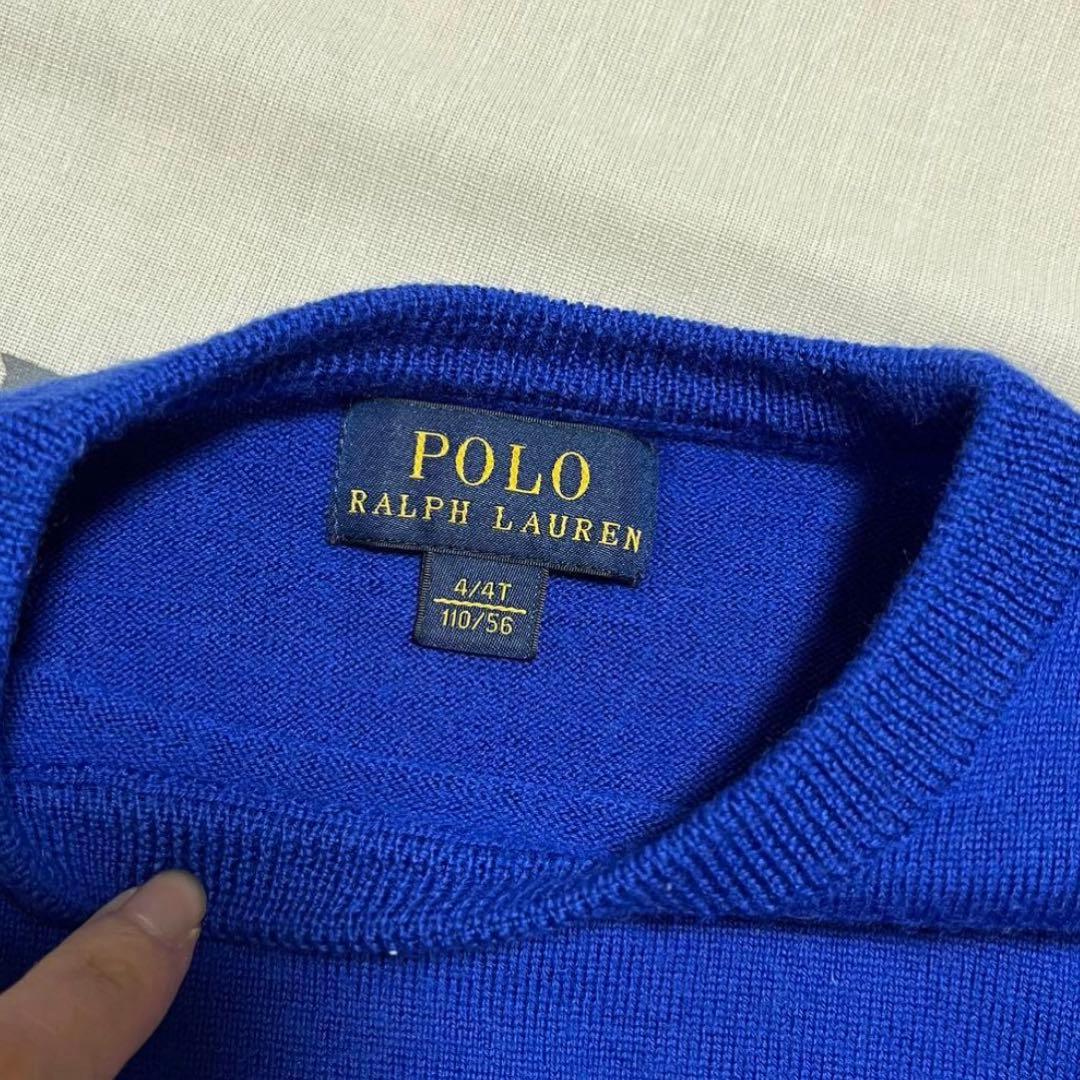 POLO
RALPH LAUREN
4/4T
110/56